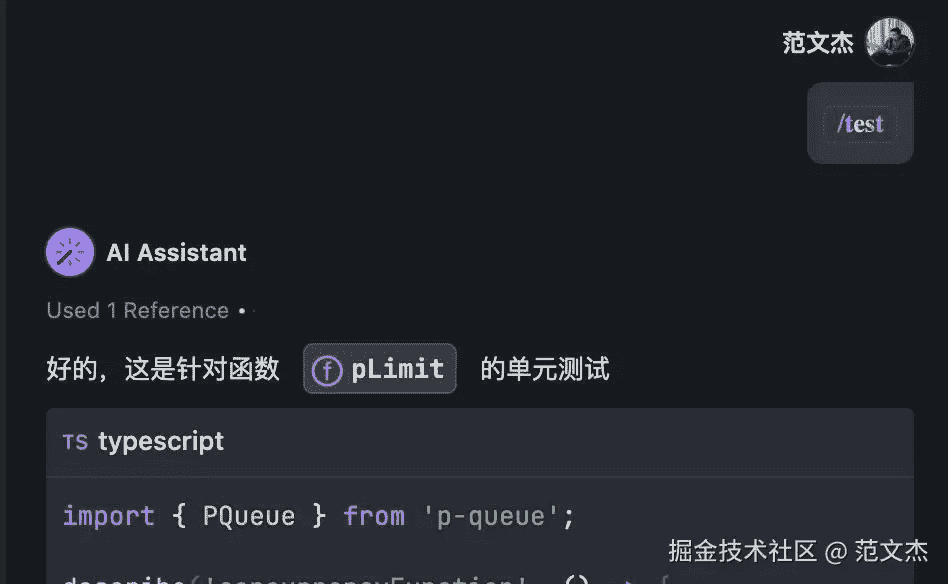 范文杰
/test
AI Assistant
Used 1 Reference •
好的，这是针对函数 pLimit 的单元测试
TS typescript
import { PQueue } from 'p-queue';
掘金技术社区 @ 范文杰